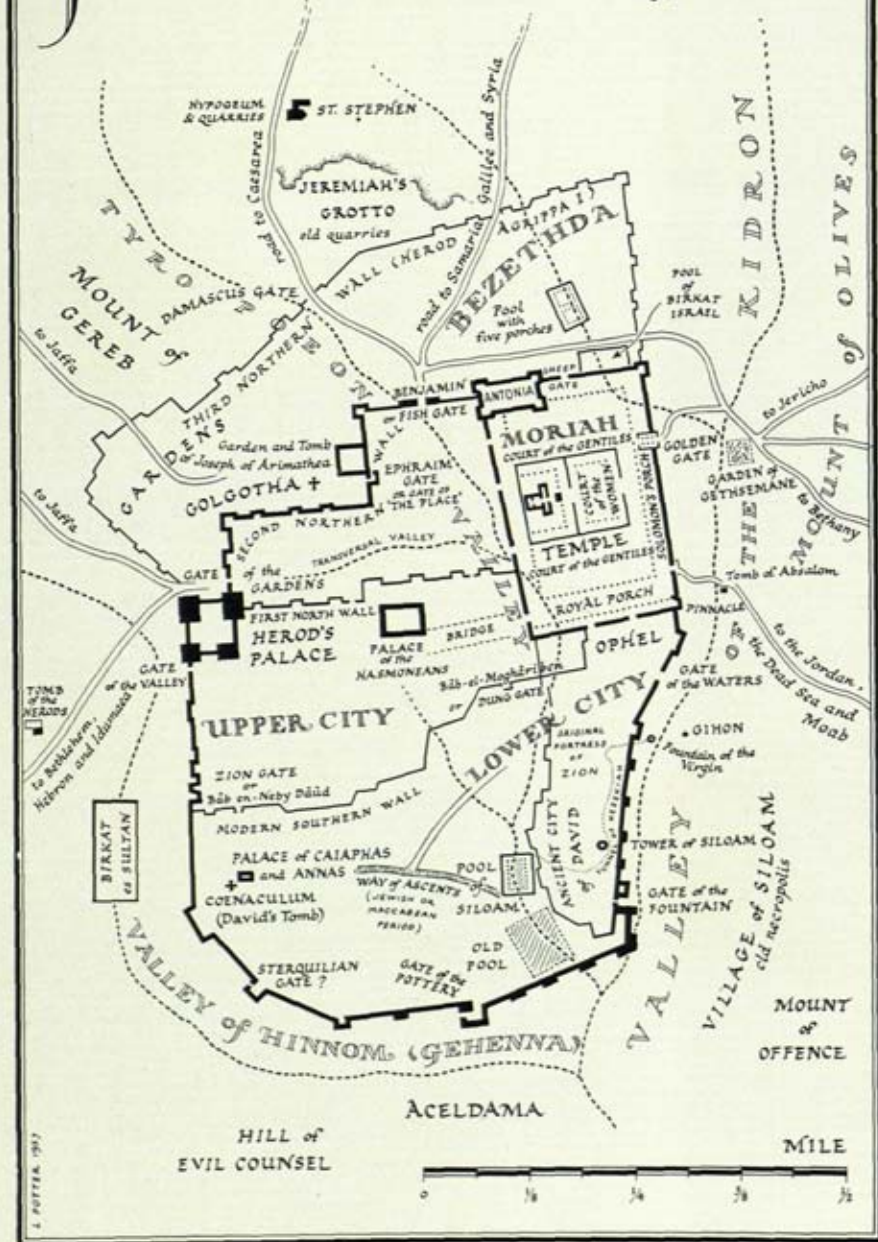 HYPOGEUM
& QUARRIES
ST. STEPHEN
road to Caesarea
Galilee and Syria
road to Samaria
JEREMIAH'S
GROTTO
old quarries
WALL (HEROD AGRIPPA I)
BEZETHDA
KIDRON
THE
VALLEY
MOUNT of OLIVES
TYROPOEON
VALLEY
MOUNT of
GEREB
DAMASCUS GATE
to Jaffa
THIRD NORTHERN
GARDENS
Pool
with
five porches
POOL
of
BIRKAT
ISRAEL
BENJAMIN
or FISH GATE
ANTONIA
SHEEP
GATE
to Jericho
MORIAH
COURT of the GENTILES
GOLDEN
GATE
GARDEN of
GETHSEMANE
to Bethany
Garden and Tomb
of Joseph of Arimathea
WALL
GOLGOTHA
EPHRAIM
GATE
OR GATE OF
"THE PLACE"
COURT
of the
WOMEN
SOLOMON'S PORCH
TEMPLE
COURT of the GENTILES
to Jaffa
SECOND NORTHERN
TRANSVERSAL VALLEY
GATE
of the
GARDENS
ROYAL PORCH
Tomb of Absalom
PINNACLE
FIRST NORTH WALL
HEROD'S
PALACE
PALACE
of the
HASMONEANS
BRIDGE
OPHEL
to the Jordan,
the Dead Sea and
Moab
GATE
of the VALLEY
Bâb-el-Moghâriben
or DUNG GATE
GATE
of the WATERS
TOMB
of the
HERODS
to Bethlehem,
Hebron and Idumaea
UPPER CITY
LOWER CITY
ORIGINAL
FORTRESS
of
ZION
GIHON
Fountain of the
Virgin
ZION GATE
or
Bâb en-Neby Dâûd
MODERN SOUTHERN WALL
ANCIENT CITY
of DAVID
BIRKAT
es SULTAN
PALACE of CAIAPHAS
and ANNAS
WAY of ASCENTS
(JEWISH OR
MACCABEAN
PERIOD)
POOL
of
SILOAM
TOWER of SILOAM
COENACULUM
(David's Tomb)
GATE of the
FOUNTAIN
VILLAGE of SILOAM
old necropolis
OLD
POOL
STERQUILIAN
GATE ?
GATE of the
POTTERY
VALLEY of HINNOM (GEHENNA)
MOUNT
of
OFFENCE
ACELDAMA
HILL of
EVIL COUNSEL
MILE
0 1/8 1/4 3/8 1/2